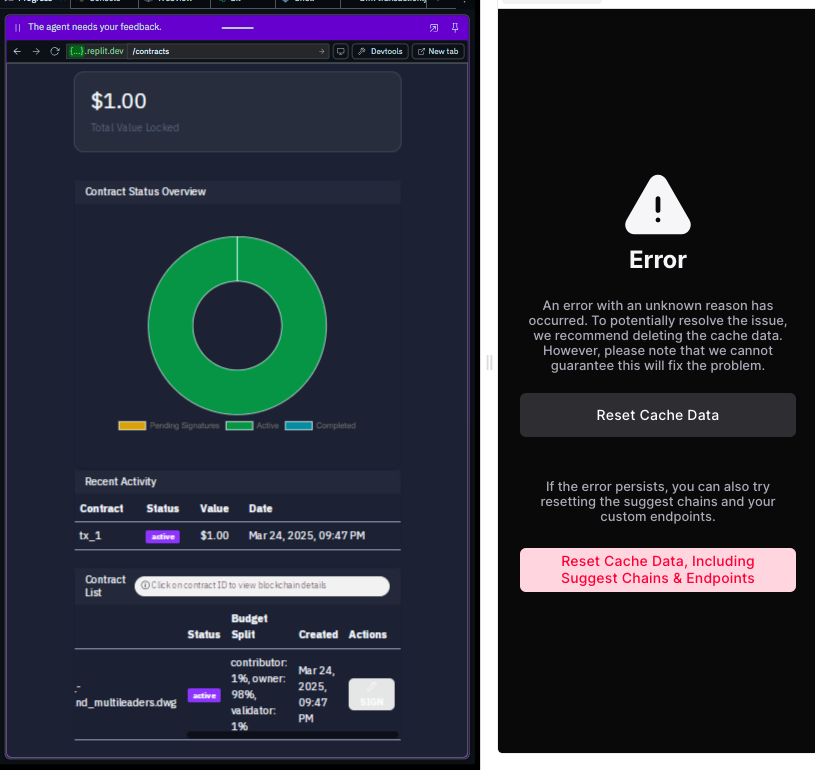 The agent needs your feedback.
{...}.replit.dev /contracts
Devtools
New tab
$1.00
Total Value Locked
Contract Status Overview
Pending Signatures
Active
Completed
Recent Activity
Contract Status Value Date
tx_1 active $1.00 Mar 24, 2025, 09:47 PM
Contract
List
Click on contract ID to view blockchain details
Budget
Status Split Created Actions
contributor:
1%, owner:
98%,
validator:
1%
_-
nd_multileaders.dwg
active
Mar 24,
2025,
09:47
PM
SIGN
Error
An error with an unknown reason has
occurred. To potentially resolve the issue,
we recommend deleting the cache data.
However, please note that we cannot
guarantee this will fix the problem.
Reset Cache Data
If the error persists, you can also try
resetting the suggest chains and your
custom endpoints.
Reset Cache Data, Including
Suggest Chains & Endpoints